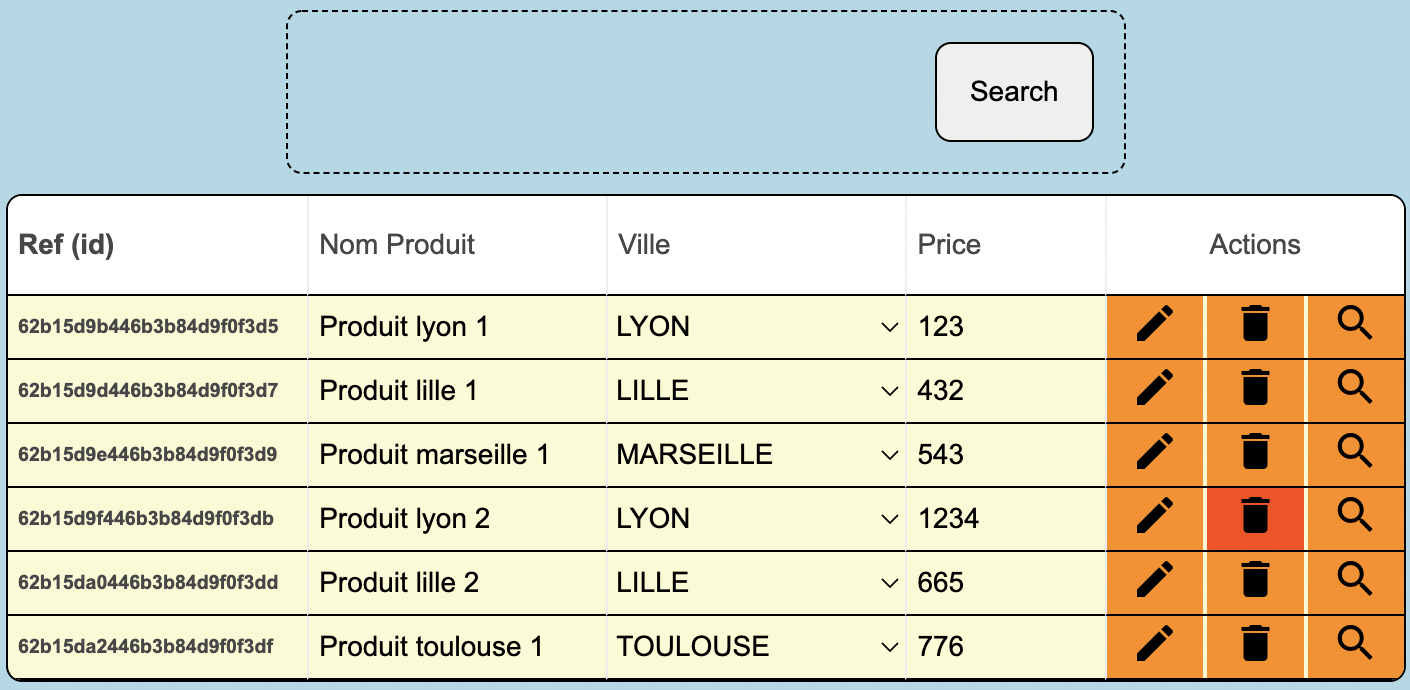 Search
Ref (id) Nom Produit Ville Price Actions
62b15d9b446b3b84d9f0f3d5 Produit lyon 1 LYON 123
62b15d9d446b3b84d9f0f3d7 Produit lille 1 LILLE 432
62b15d9e446b3b84d9f0f3d9 Produit marseille 1 MARSEILLE 543
62b15d9f446b3b84d9f0f3db Produit lyon 2 LYON 1234
62b15da0446b3b84d9f0f3dd Produit lille 2 LILLE 665
62b15da2446b3b84d9f0f3df Produit toulouse 1 TOULOUSE 776